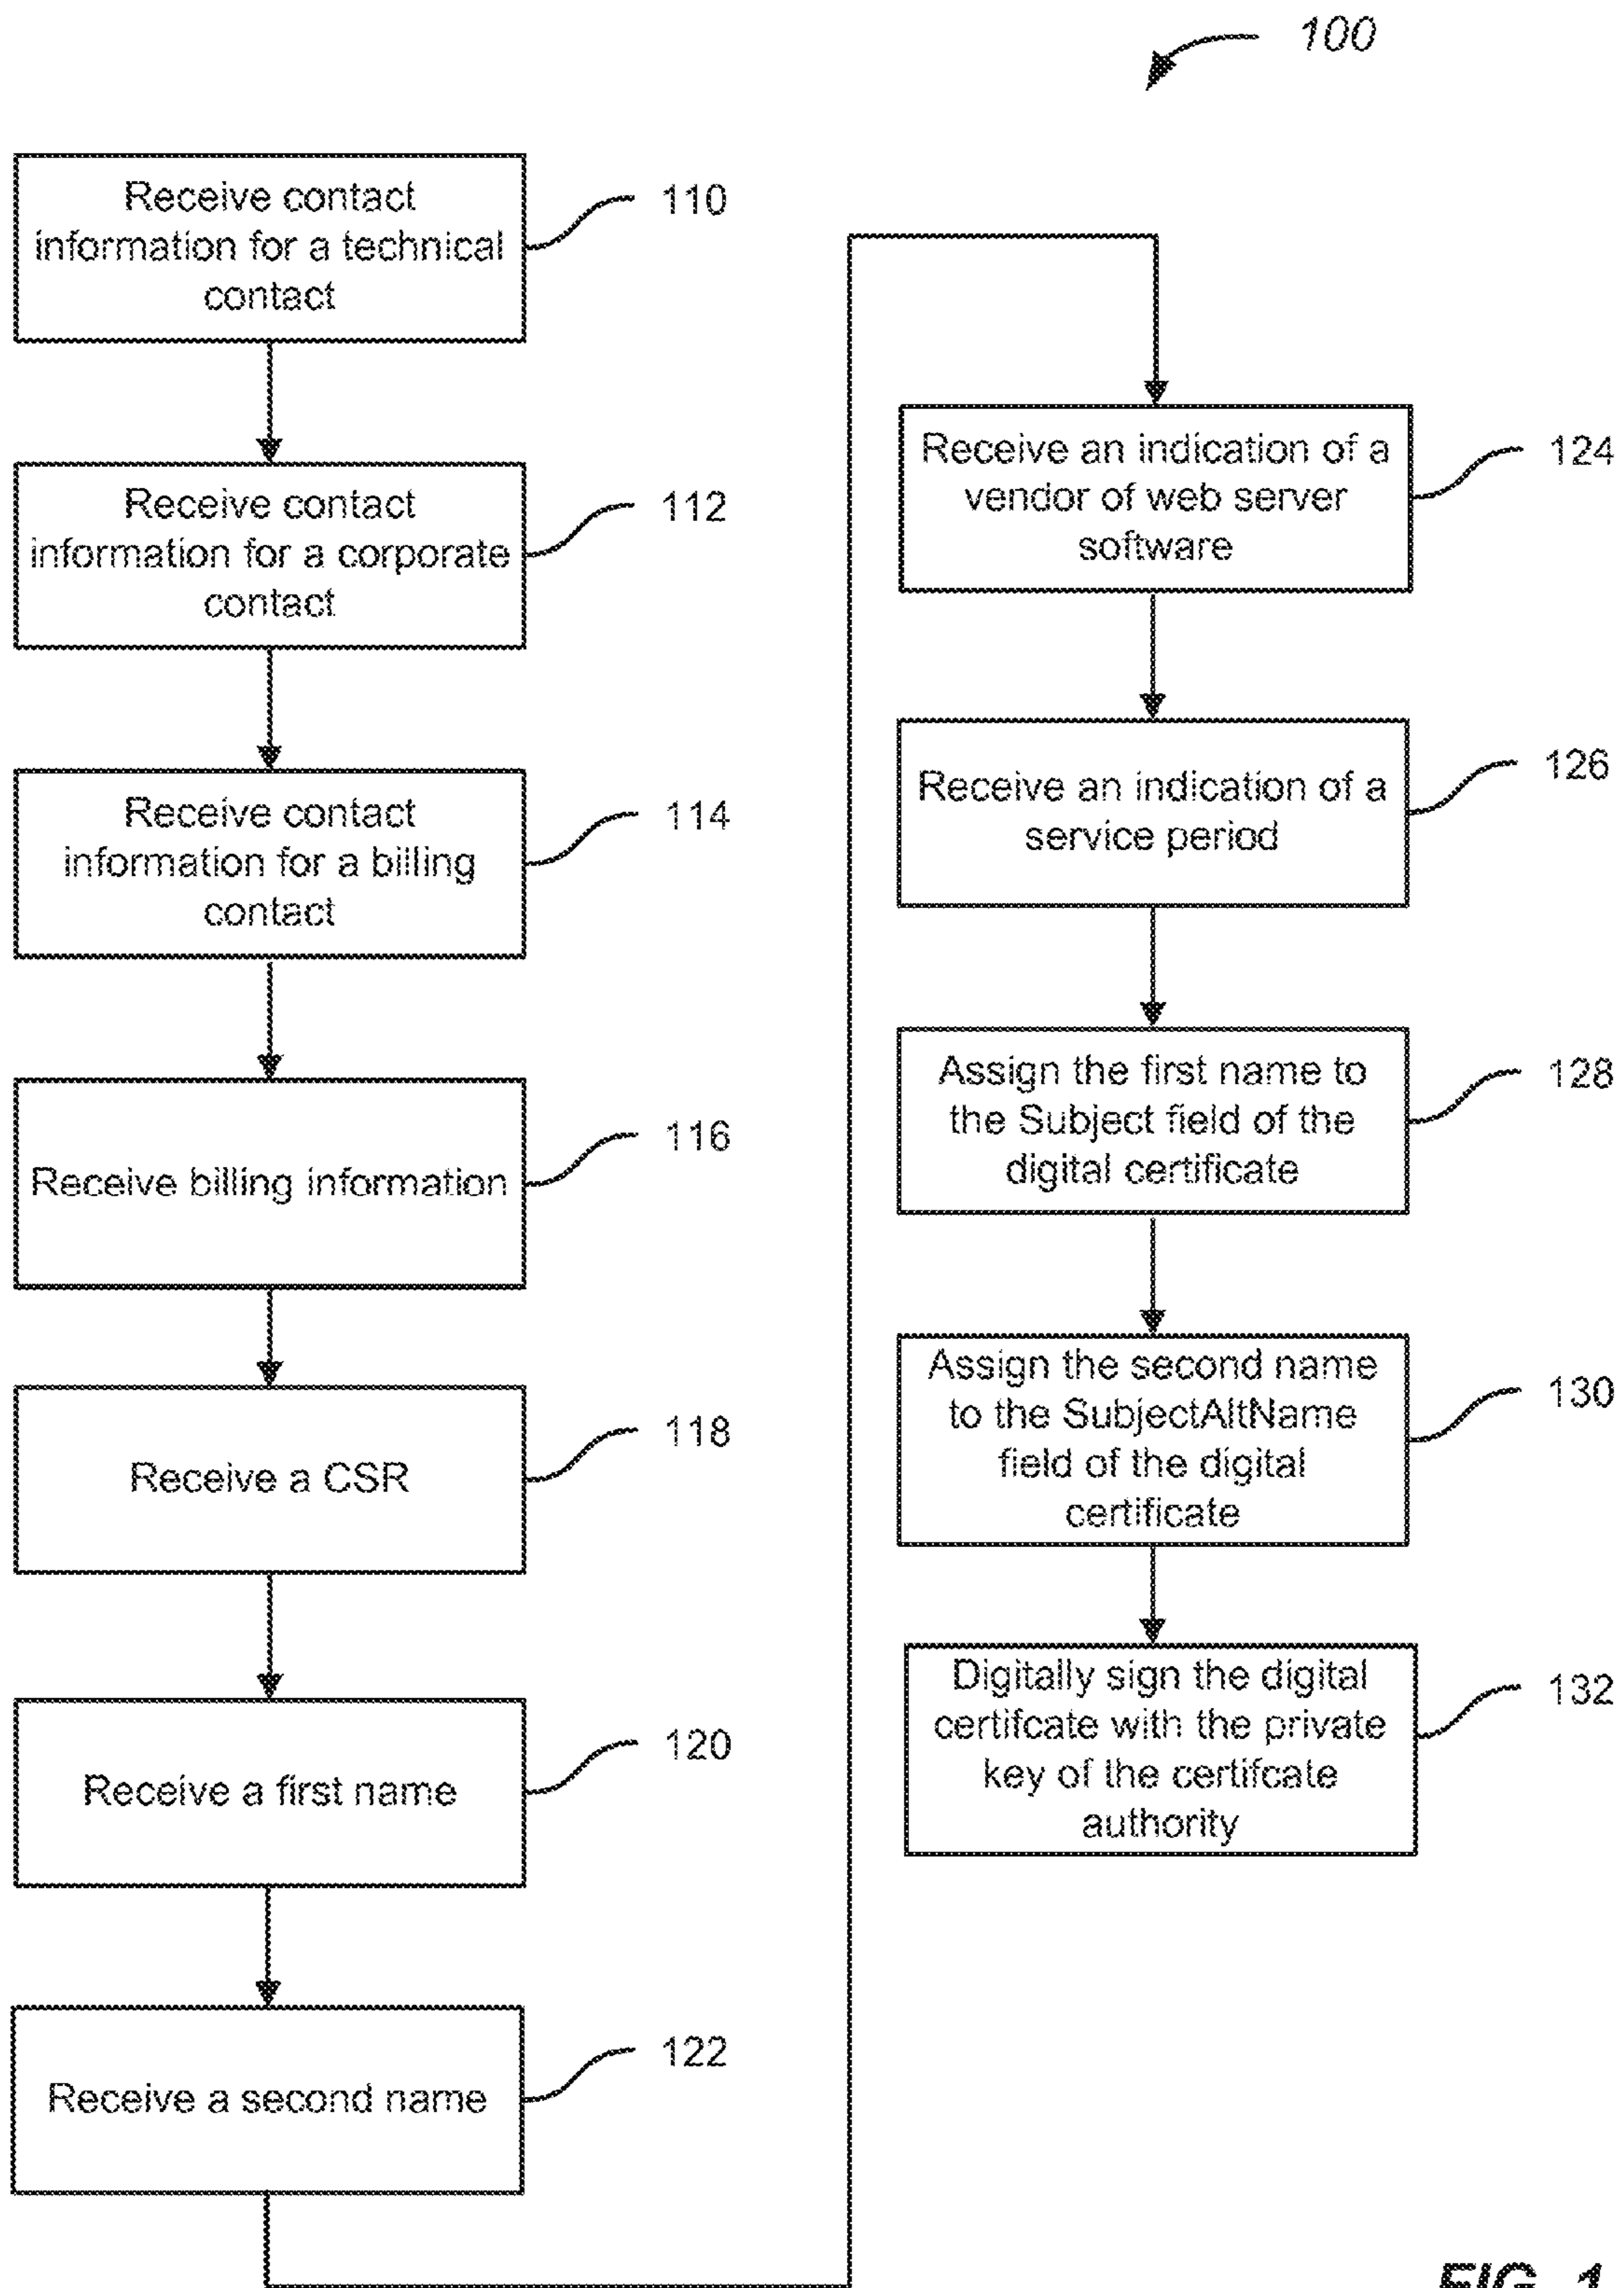 100
Receive contact
information for a technical
contact
110
Receive contact
information for a corporate
contact
112
Receive contact
information for a billing
contact
114
Receive billing information
116
Receive a CSR
118
Receive a first name
120
Receive a second name
122
Receive an indication of a
vendor of web server
software
124
Receive an indication of a
service period
126
Assign the first name to
the Subject field of the
digital certificate
128
Assign the second name
to the SubjectAltName
field of the digital
certificate
130
Digitally sign the digital
certifcate with the private
key of the certifcate
authority
132
FIG. 1